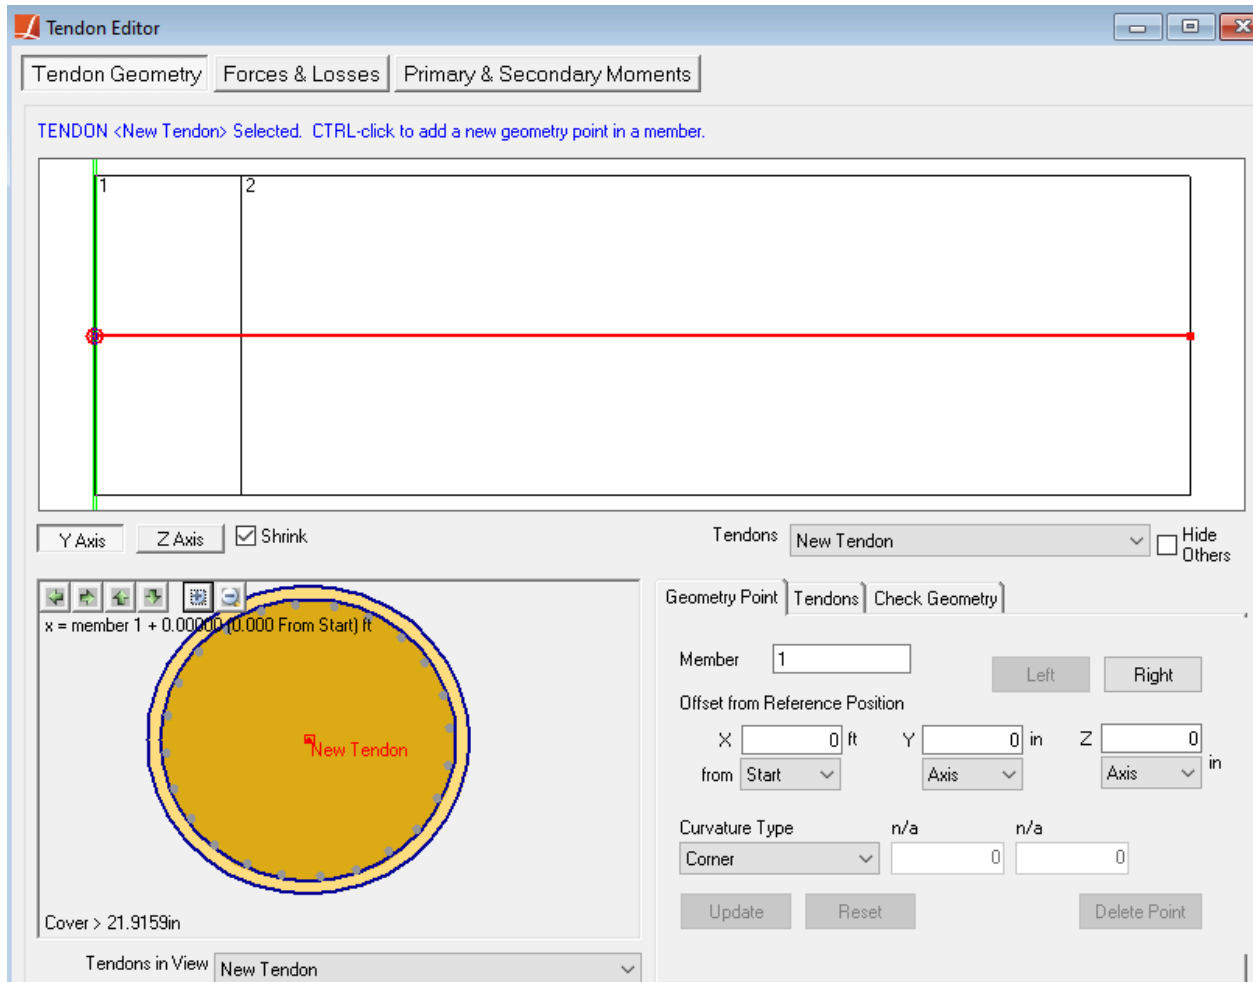 Tendon Editor
Tendon Geometry Forces & Losses Primary & Secondary Moments
TENDON <New Tendon> Selected. CTRL-click to add a new geometry point in a member.
1 2
Y Axis Z Axis Shrink Tendons New Tendon Hide Others
x = member 1 + 0.00000 (0.000 From Start) ft
New Tendon
Cover > 21.9159in
Tendons in View New Tendon
Geometry Point Tendons Check Geometry
Member 1 Left Right
Offset from Reference Position
X 0 ft Y 0 in Z 0 in
from Start Axis Axis
Curvature Type n/a n/a
Corner 0 0
Update Reset Delete Point